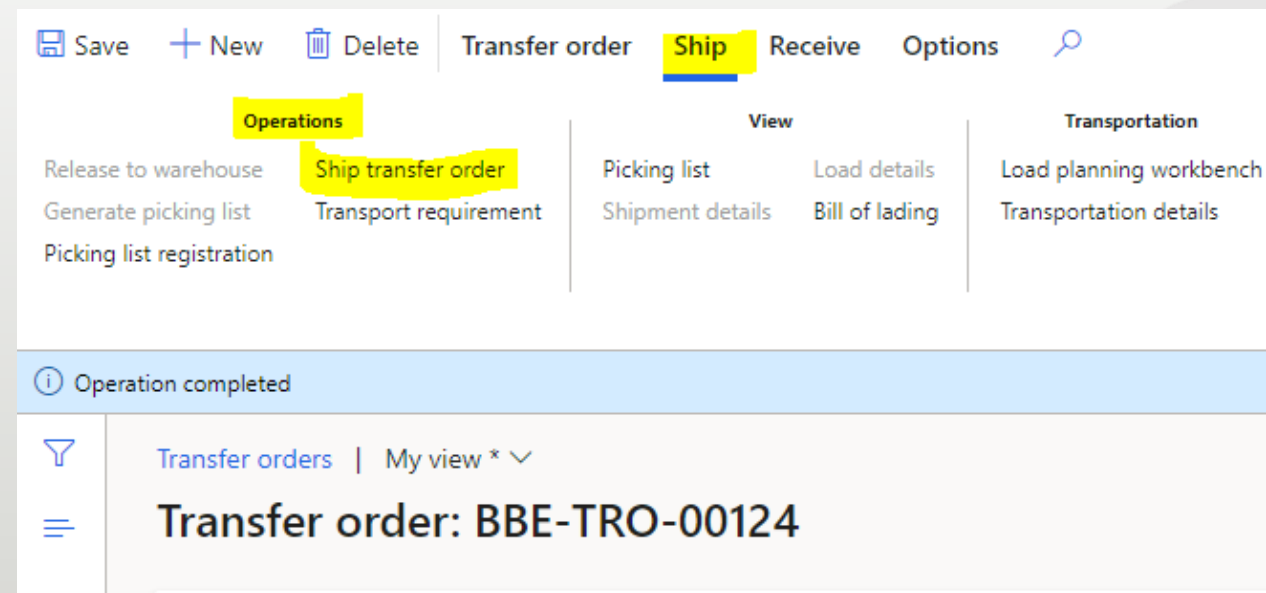 Save New Delete Transfer order Ship Receive Options
Operations View Transportation
Release to warehouse Ship transfer order Picking list Load details Load planning workbench
Generate picking list Transport requirement Shipment details Bill of lading Transportation details
Picking list registration
Operation completed
Transfer orders | My view *
Transfer order: BBE-TRO-00124